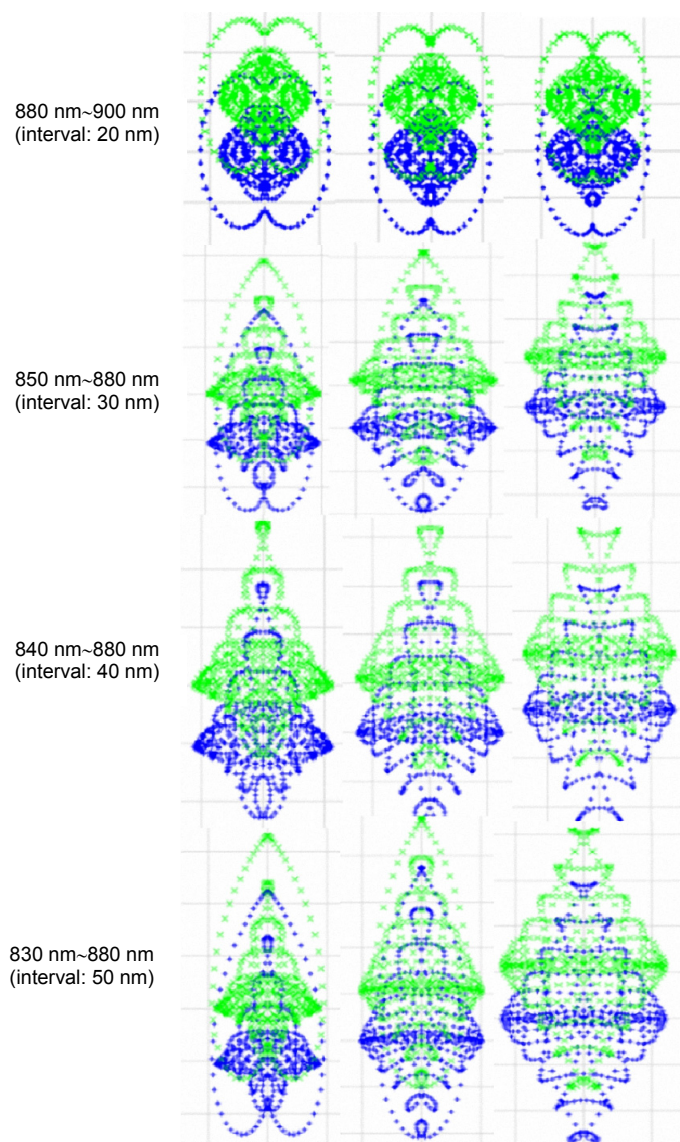 880 nm~900 nm
(interval: 20 nm)
850 nm~880 nm
(interval: 30 nm)
840 nm~880 nm
(interval: 40 nm)
830 nm~880 nm
(interval: 50 nm)